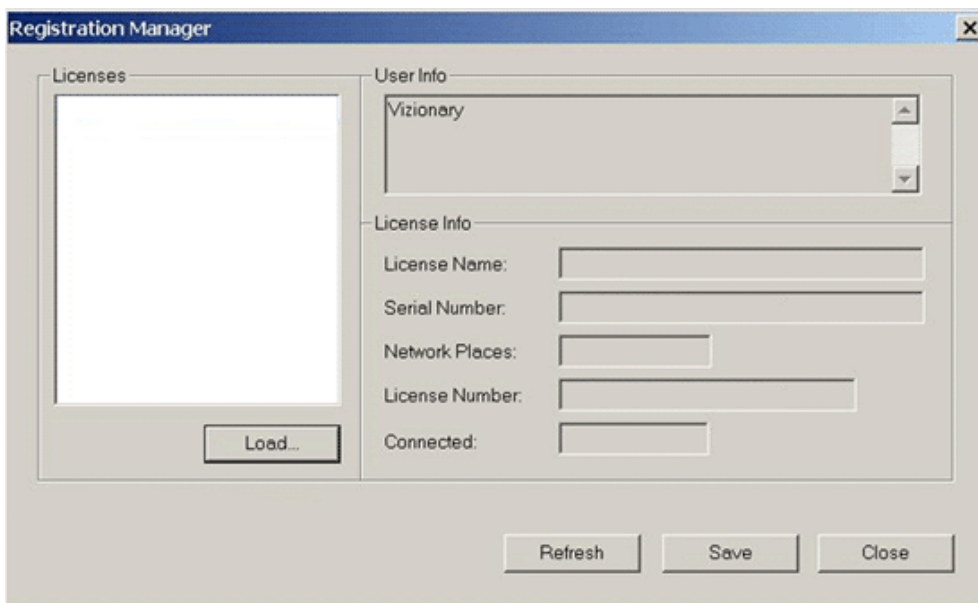 Registration Manager
Licenses
Load...
User Info
Vizionary
License Info
License Name:
Serial Number:
Network Places:
License Number:
Connected:
Refresh
Save
Close